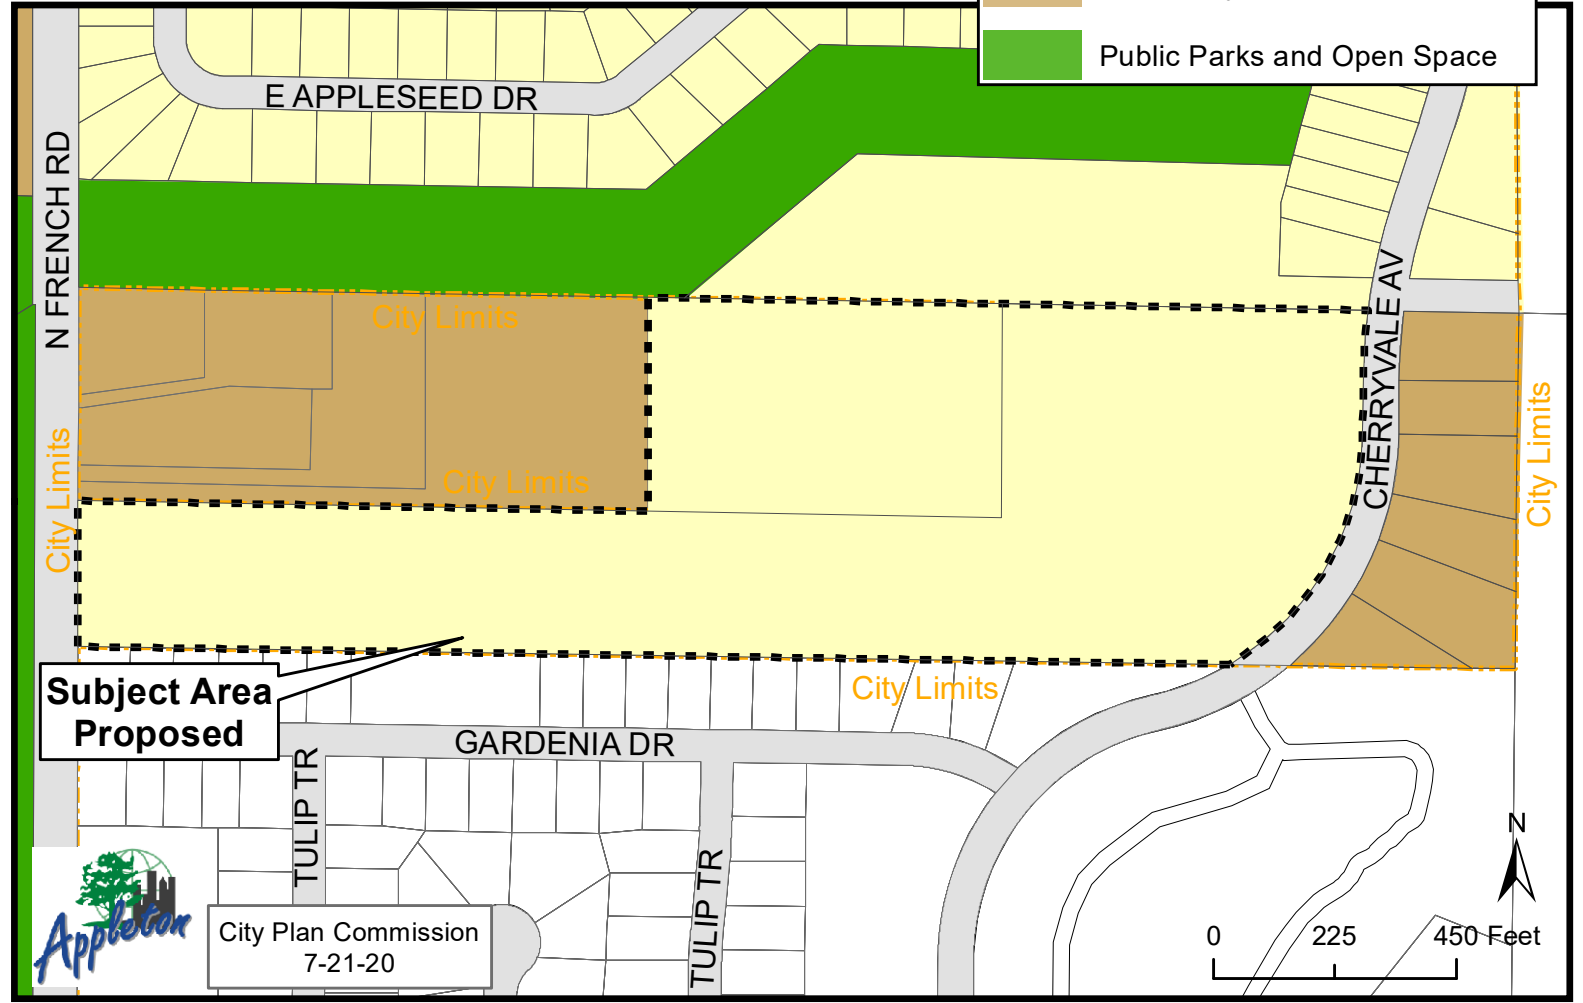 Public Parks and Open Space
E APPLESEED DR
N FRENCH RD
City Limits
CHERRYVALE AV
City Limits
City Limits
City Limits
Subject Area
Proposed
City Limits
GARDENIA DR
TULIP TR
TULIP TR
N
Appleton
City Plan Commission
7-21-20
0 225 450 Feet